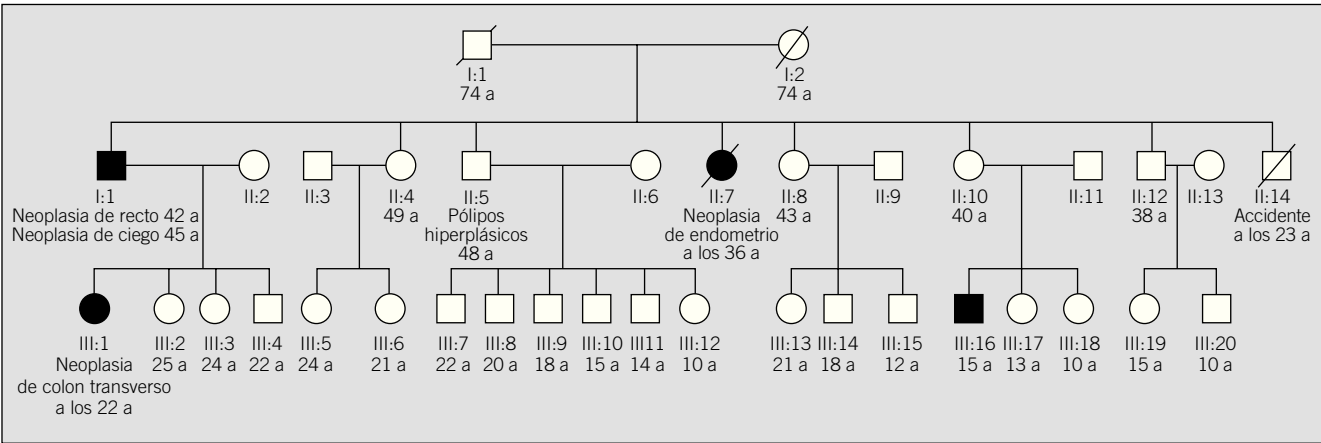 I:1
74 a
I:2
74 a
I:1
Neoplasia de recto 42 a
Neoplasia de ciego 45 a
II:2
II:3
II:4
49 a
II:5
Pólipos
hiperplásicos
48 a
II:6
II:7
Neoplasia
de endometrio
a los 36 a
II:8
43 a
II:9
II:10
40 a
II:11
II:12
38 a
II:13
II:14
Accidente
a los 23 a
III:1
Neoplasia
de colon transverso
a los 22 a
III:2
25 a
III:3
24 a
III:4
22 a
III:5
24 a
III:6
21 a
III:7
22 a
III:8
20 a
III:9
18 a
III:10
15 a
III11
14 a
III:12
10 a
III:13
21 a
III:14
18 a
III:15
12 a
III:16
15 a
III:17
13 a
III:18
10 a
III:19
15 a
III:20
10 a